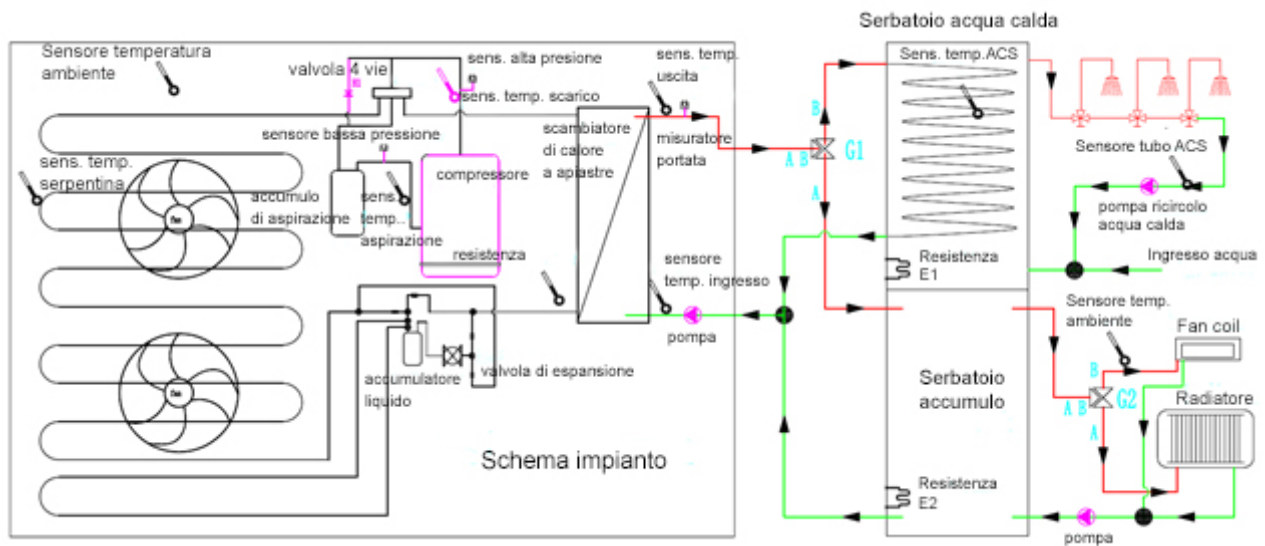 Serbatoio acqua calda
Sensore temperatura
ambiente
valvola 4 vie
sens. alta presione
sens. temp. scarico
sens. temp.
uscita
Sens. temp.ACS
sensore bassa pressione
scambiatore
di calore
a apiastre
misuratore
portata
B
A B
G1
A
Sensore tubo ACS
sens. temp.
serpentina
fan
accumulo
di aspirazione
sens.
temp..
aspirazione
compressore
resistenza
pompa ricircolo
acqua calda
Ingresso acqua
sensore
temp. ingresso
Resistenza
E1
Sensore temp.
ambiente
Fan coil
pompa
valvola di espansione
accumulatore
liquido
fan
Serbatoio
accumulo
B
A B
G2
A
Radiatore
Schema impianto
Resistenza
E2
pompa